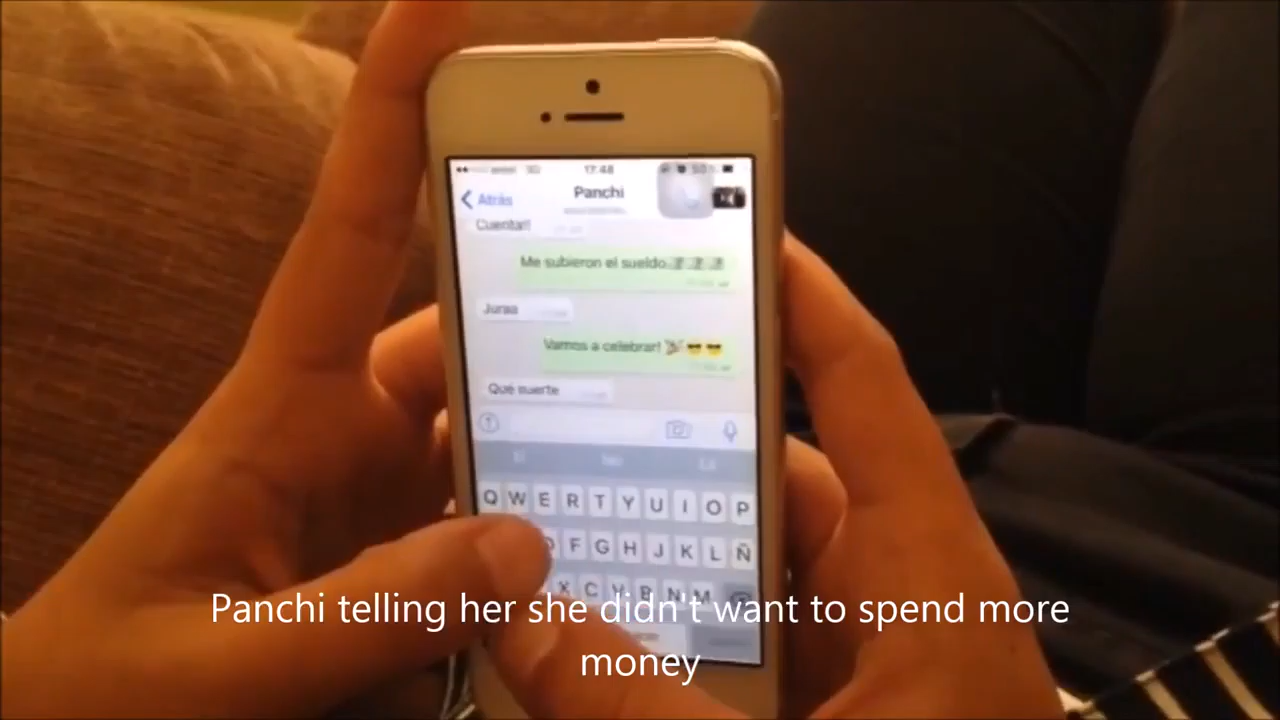 17:48
Atrás
Panchi
Cuenta!!
Me subieron el sueldo
Juraa
Vamos a celebrar!
Qué suerte
Q W E R T Y U I O P
D F G H J K L Ñ
X C V B N M
Panchi telling her she didn't want to spend more
money